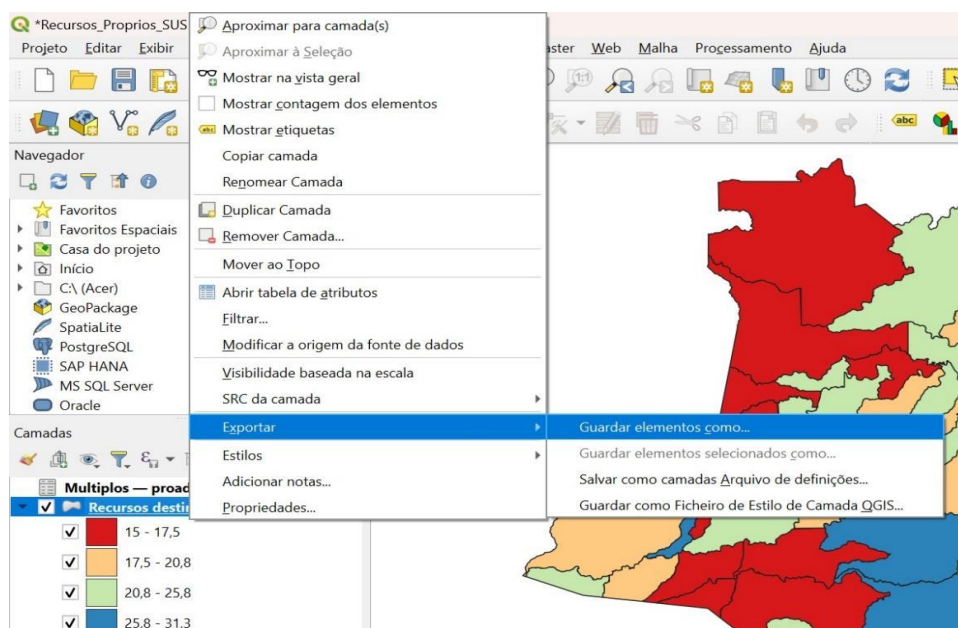 *Recursos_Proprios_SUS
Projeto Editar Exibir
aster Web Malha Processamento Ajuda
Aproximar para camada(s)
Aproximar à Seleção
Mostrar na vista geral
Mostrar contagem dos elementos
Mostrar etiquetas
Copiar camada
Renomear Camada
Duplicar Camada
Remover Camada...
Mover ao Topo
Abrir tabela de atributos
Filtrar...
Modificar a origem da fonte de dados
Visibilidade baseada na escala
SRC da camada
Exportar
Estilos
Adicionar notas...
Propriedades...
Guardar elementos como...
Guardar elementos selecionados como...
Salvar como camadas Arquivo de definições...
Guardar como Ficheiro de Estilo de Camada QGIS...
1:1
abc
abc
Navegador
Favoritos
Favoritos Espaciais
Casa do projeto
Início
C:\ (Acer)
GeoPackage
SpatiaLite
PostgreSQL
SAP HANA
MS SQL Server
Oracle
Camadas
Multiplos — proad
Recursos destin
15 - 17,5
17,5 - 20,8
20,8 - 25,8
25,8 - 31,3